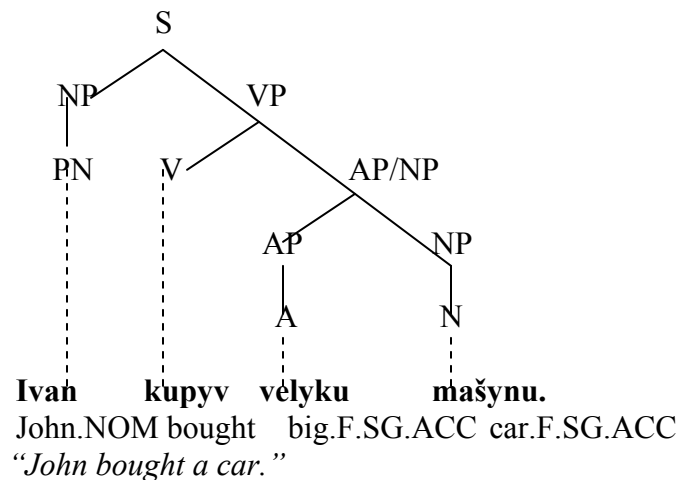 S
NP VP
PN V AP/NP
AP NP
A N
Ivan kupyv velyku mašynu.
John.NOM bought big.F.SG.ACC car.F.SG.ACC
“John bought a car.”